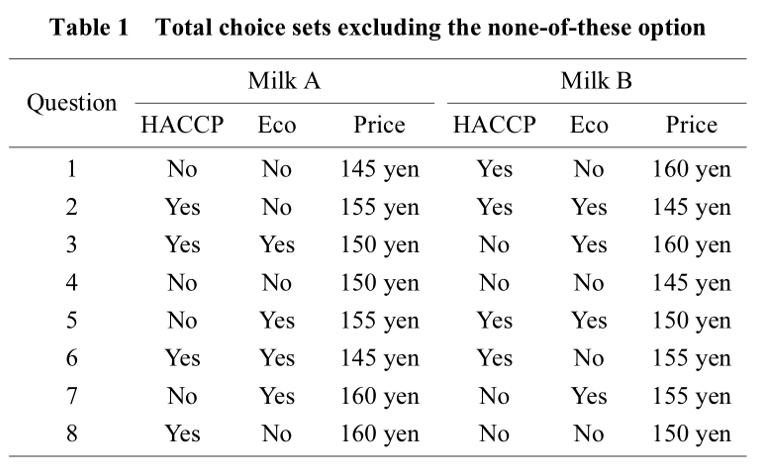 Table 1 Total choice sets excluding the none-of-these option
Question Milk A Milk B
HACCP Eco Price HACCP Eco Price
1 No No 145 yen Yes No 160 yen
2 Yes No 155 yen Yes Yes 145 yen
3 Yes Yes 150 yen No Yes 160 yen
4 No No 150 yen No No 145 yen
5 No Yes 155 yen Yes Yes 150 yen
6 Yes Yes 145 yen Yes No 155 yen
7 No Yes 160 yen No Yes 155 yen
8 Yes No 160 yen No No 150 yen